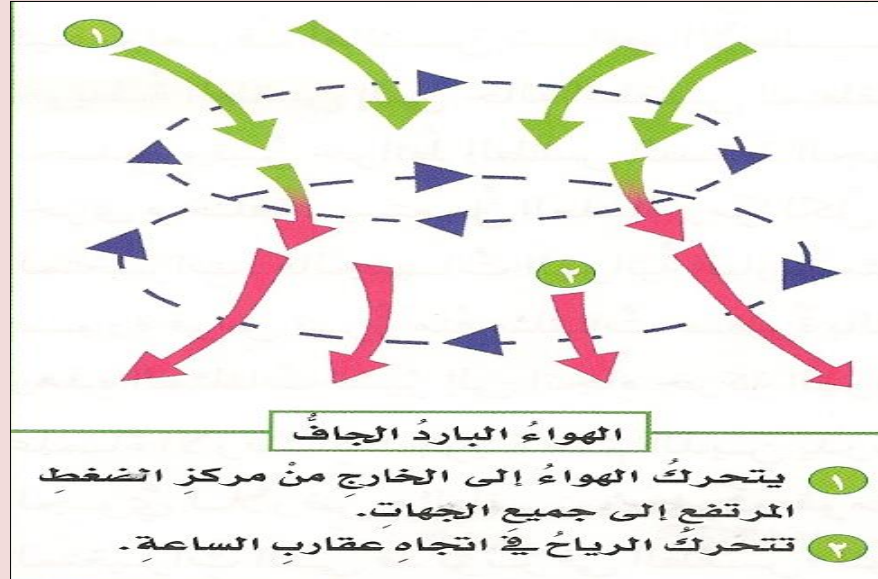 ١
٢
الهواءُ الباردُ الجافُّ
١ يتحركُ الهواءُ إلى الخارجِ منْ مركزِ الضغطِ
المرتفعِ إلى جميعِ الجهاتِ.
٢ تتحركُ الرياحُ في اتجاهِ عقاربِ الساعةِ.